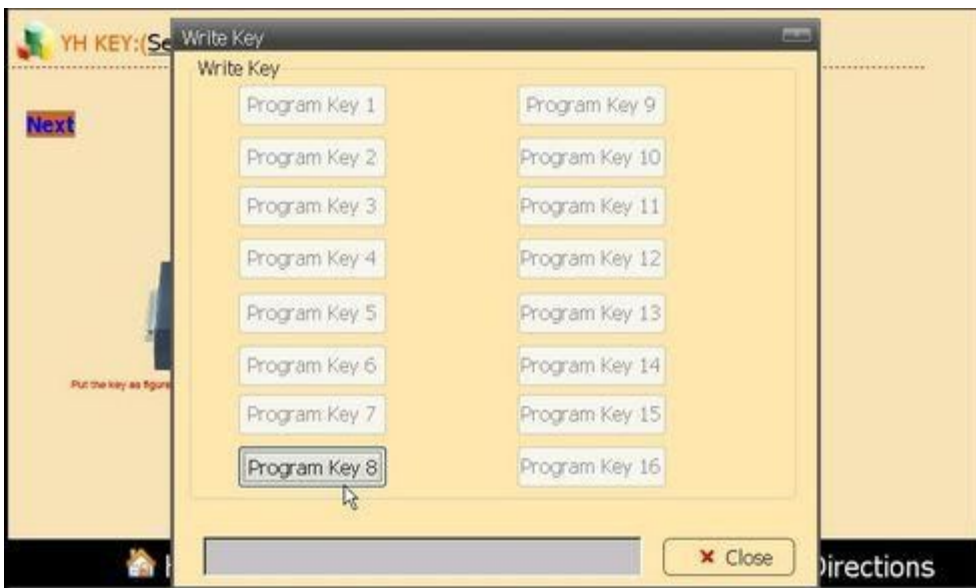 YH KEY:(Se
Write Key
Write Key
Next
Program Key 1
Program Key 2
Program Key 3
Program Key 4
Program Key 5
Program Key 6
Program Key 7
Program Key 8
Program Key 9
Program Key 10
Program Key 11
Program Key 12
Program Key 13
Program Key 14
Program Key 15
Program Key 16
Put the key as figure
Close
H
Directions